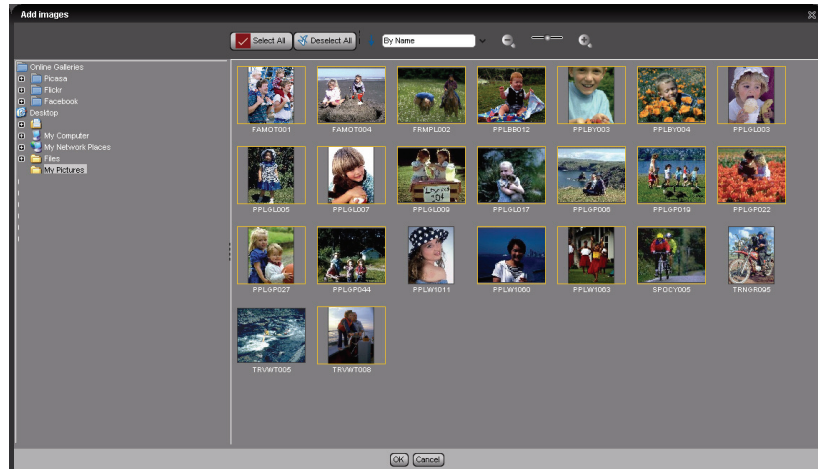 Add images
Select All
Deselect All
By Name
Online Galleries
Picasa
Flickr
Facebook
Desktop
My Computer
My Network Places
Files
My Pictures
FAMOT001
FAMOT004
FRMPL002
PPLBB012
PPLBY003
PPLBY004
PPLGL003
PPLGL005
PPLGL007
PPLGL009
PPLGL017
PPLGP006
PPLGP019
PPLGP022
PPLGP027
PPLGP044
PPLW1011
PPLW1060
PPLW1063
SPOCY005
TRNGR095
TRVWT005
TRVWT008
OK
Cancel